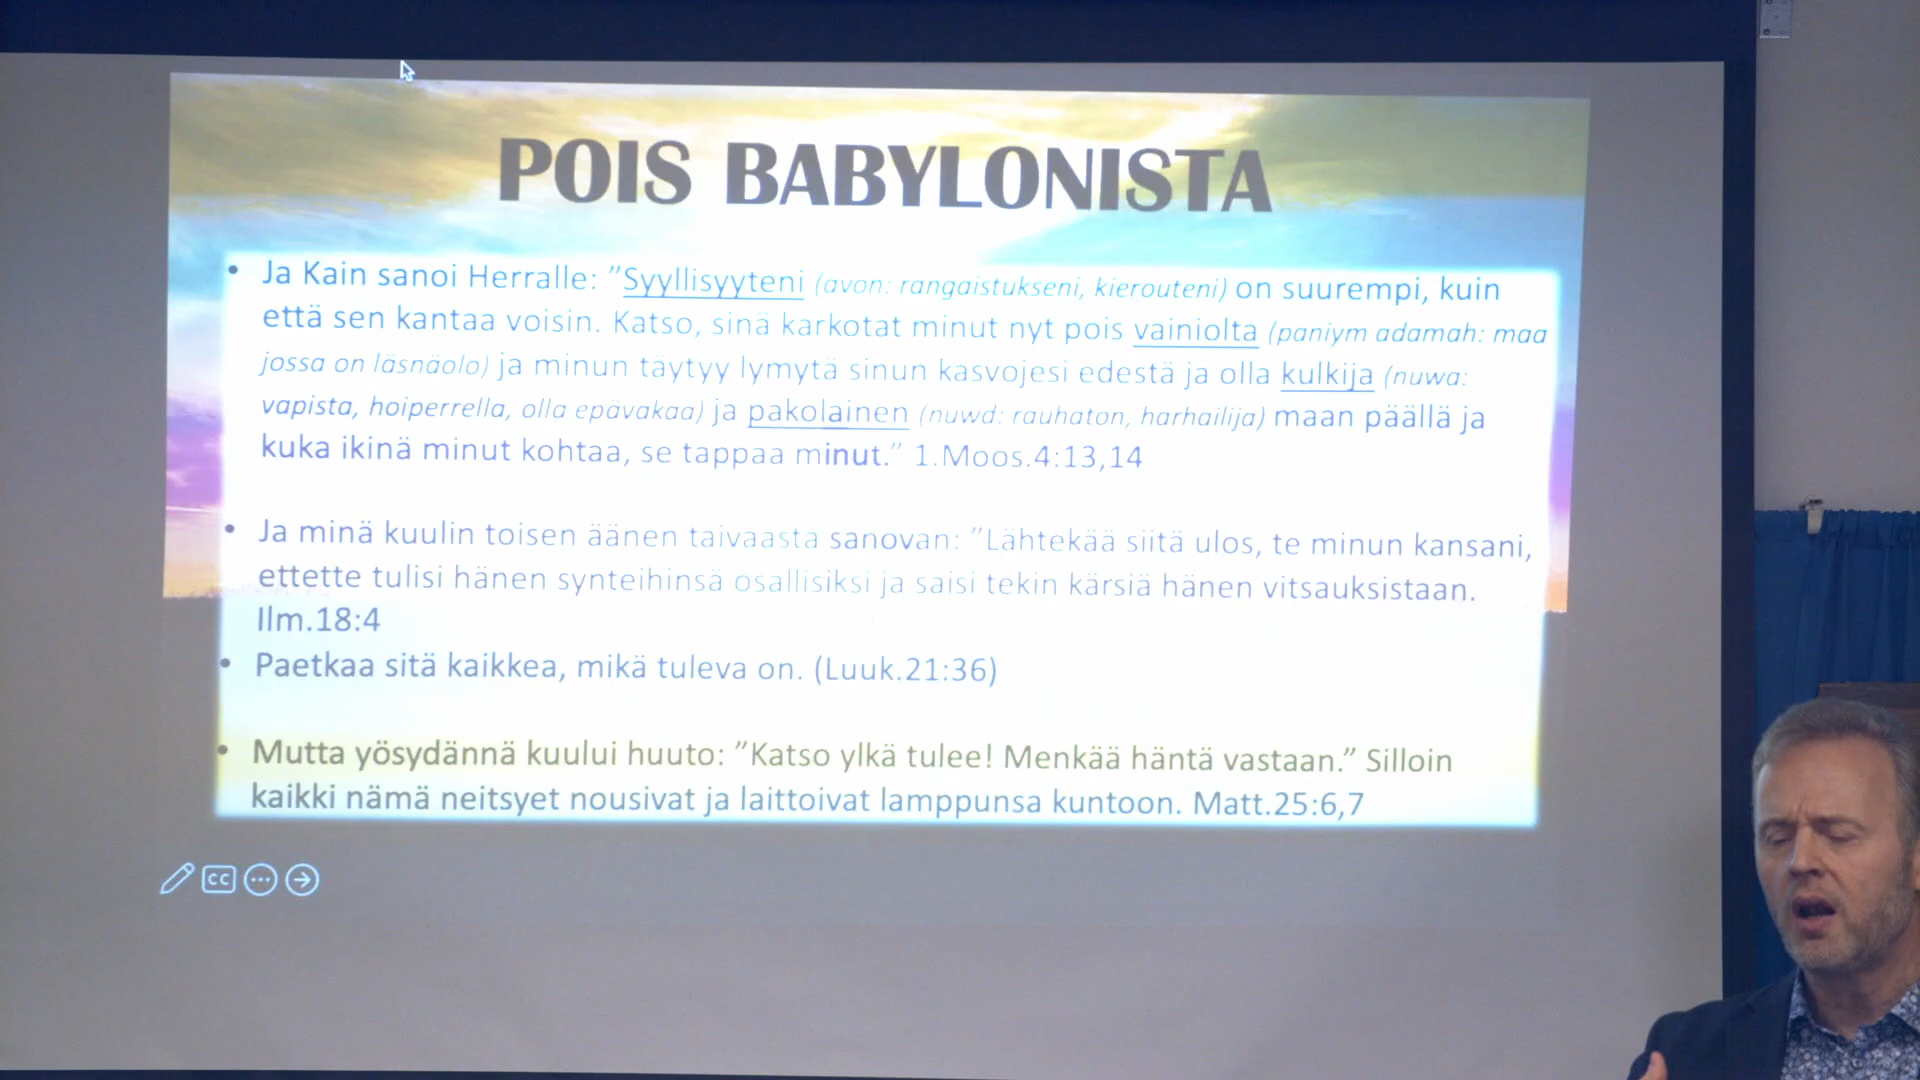 POIS BABYLONISTA
• Ja Kain sanoi Herralle: ”Syyllisyyteni (avon: rangaistukseni, kierouteni) on suurempi, kuin
että sen kantaa voisin. Katso, sinä karkotat minut nyt pois vainiolta (paniym adamah: maa
jossa on läsnäolo) ja minun täytyy lymytä sinun kasvojesi edestä ja olla kulkija (nuwa:
vapista, hoiperrella, olla epävakaa) ja pakolainen (nuwd: rauhaton, harhailija) maan päällä ja
kuka ikinä minut kohtaa, se tappaa minut.” 1.Moos.4:13,14
• Ja minä kuulin toisen äänen taivaasta sanovan: ”Lähtekää siitä ulos, te minun kansani,
ettette tulisi hänen synteihinsä osallisiksi ja saisi tekin kärsiä hänen vitsauksistaan.
Ilm.18:4
• Paetkaa sitä kaikkea, mikä tuleva on. (Luuk.21:36)
• Mutta yösydännä kuului huuto: ”Katso ylkä tulee! Menkää häntä vastaan.” Silloin
kaikki nämä neitsyet nousivat ja laittoivat lamppunsa kuntoon. Matt.25:6,7
CC